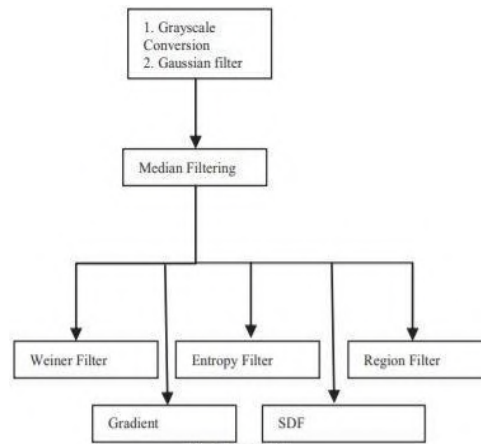 1. Grayscale
Conversion
2. Gaussian filter
Median Filtering
Weiner Filter
Entropy Filter
Region Filter
Gradient
SDF